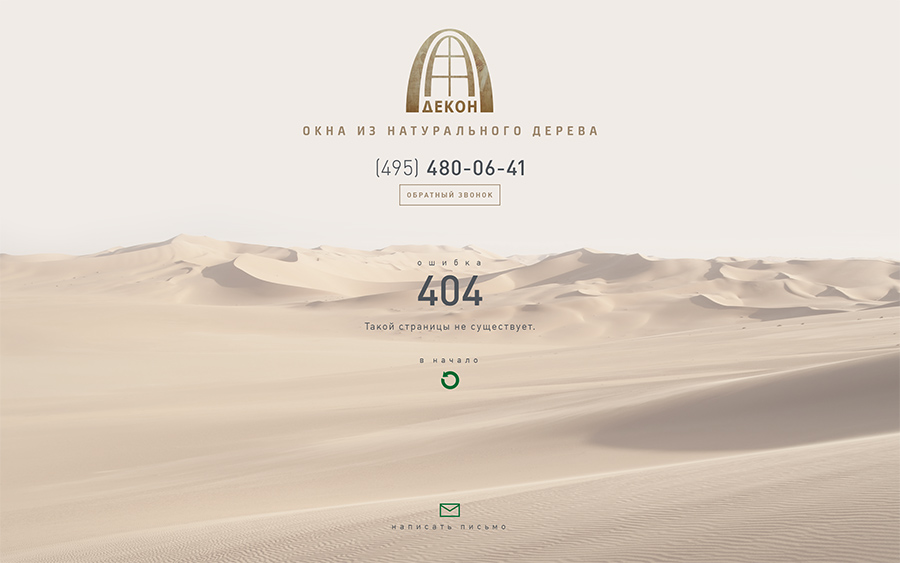 ДЕКОН
ОКНА ИЗ НАТУРАЛЬНОГО ДЕРЕВА
(495) 480-06-41
ОБРАТНЫЙ ЗВОНОК
ошибка
404
Такой страницы не существует.
в начало
написать письмо